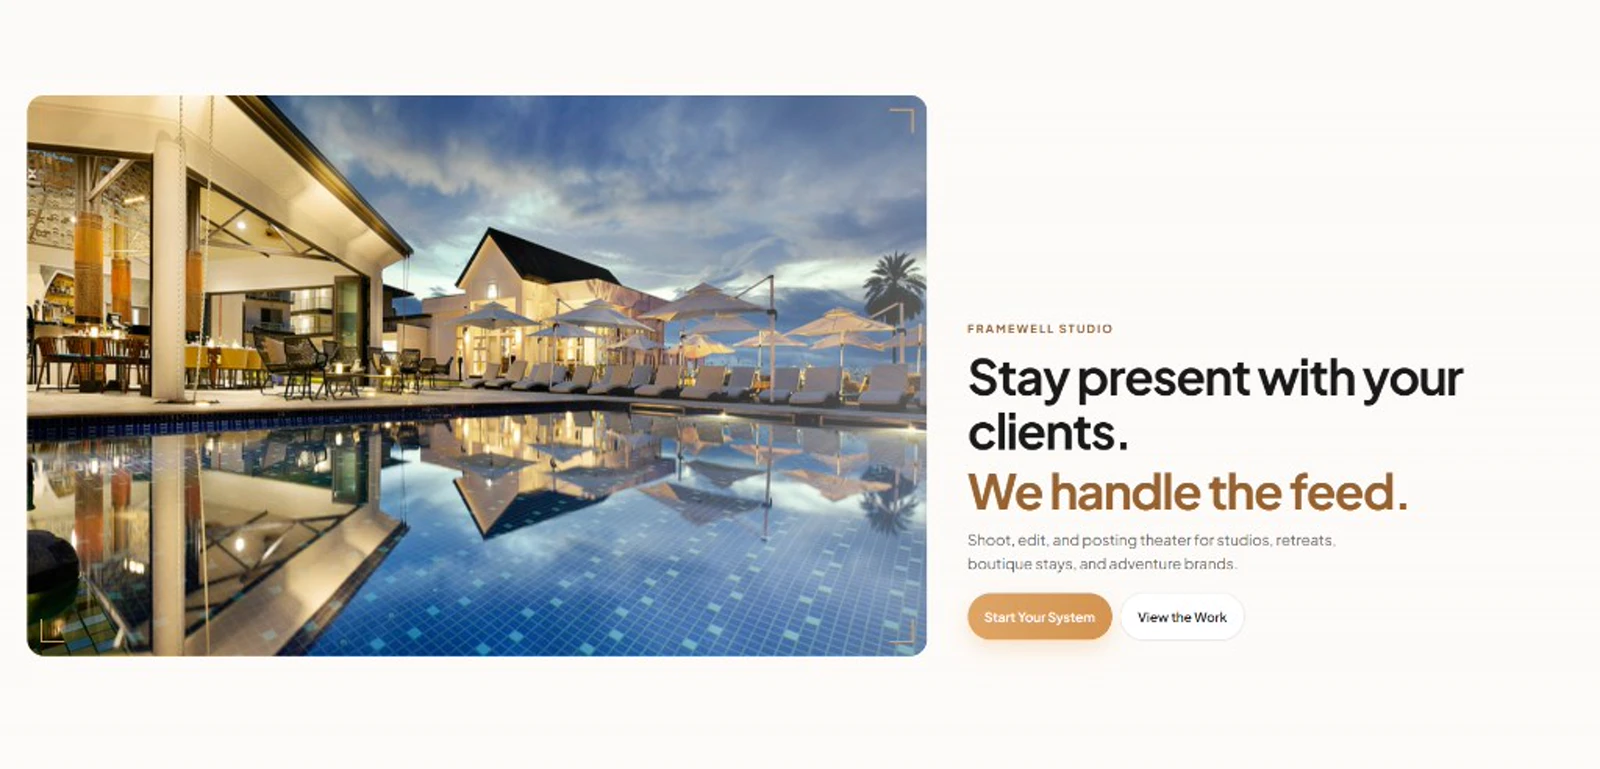 FRAMEWELL STUDIO
Stay present with your
clients.
We handle the feed.
Shoot, edit, and posting theater for studios, retreats,
boutique stays, and adventure brands.
Start Your System
View the Work